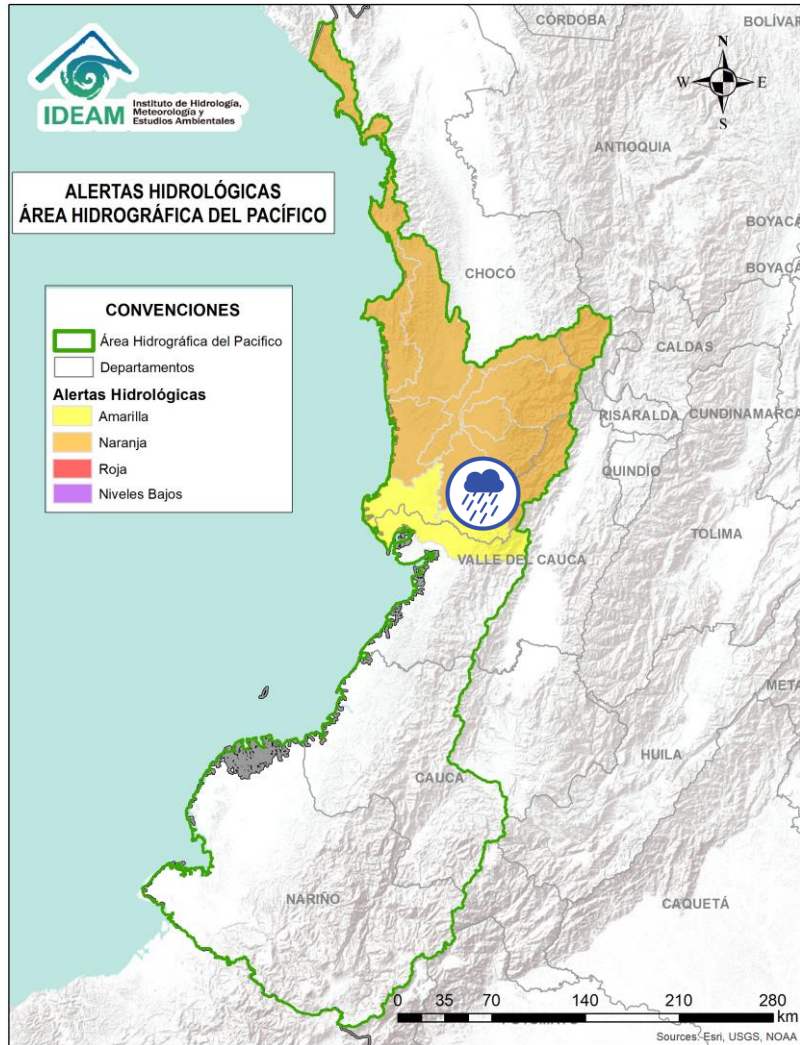 CÓRDOBA
BOLÍVAR
IDEAM
Instituto de Hidrología,
Meteorología y
Estudios Ambientales
N
W E
S
ANTIOQUIA
ALERTAS HIDROLÓGICAS
ÁREA HIDROGRÁFICA DEL PACÍFICO
BOYACÁ
BOYACÁ
CHOCÓ
CONVENCIONES
Área Hidrográfica del Pacifico
Departamentos
Alertas Hidrológicas
Amarilla
Naranja
Roja
Niveles Bajos
CALDAS
RISARALDA
CUNDINAMARCA
QUINDÍO
TOLIMA
VALLE DEL CAUCA
META
HUILA
CAUCA
NARIÑO
CAQUETÁ
0 35 70 140 210 280
km
Sources: Esri, USGS, NOAA